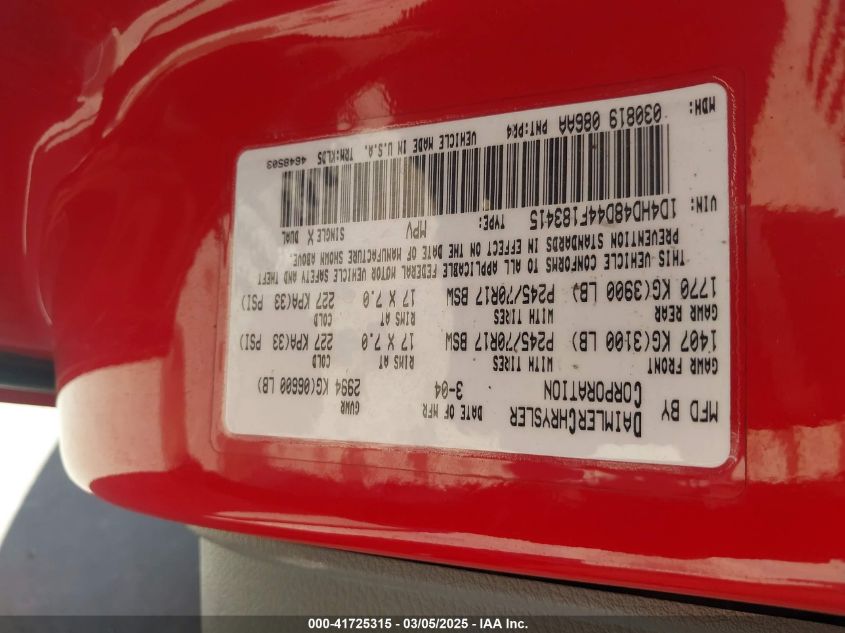 MFD BY DAIMLERCHRYSLER CORPORATION DATE OF MFR 3-04 GVWR 2994 KG(06600 LB)
GAWR FRONT WITH TIRES RIMS AT COLD
1407 KG(3100 LB) P245/70R17 BSW 17 X 7.0 227 KPA(33 PSI)
GAWR REAR WITH TIRES RIMS AT COLD
1770 KG(3900 LB) P245/70R17 BSW 17 X 7.0 227 KPA(33 PSI)
THIS VEHICLE CONFORMS TO ALL APPLICABLE FEDERAL MOTOR VEHICLE SAFETY AND THEFT
PREVENTION STANDARDS IN EFFECT ON THE DATE OF MANUFACTURE SHOWN ABOVE.
VIN: 1D4HD48D44F183415 TYPE: MPV SINGLE X DUAL
MDH: 030819 086AA PNT:PR4 VEHICLE MADE IN U.S.A. TRM:KLD5 4648503
000-41725315 - 03/05/2025 - IAA Inc.